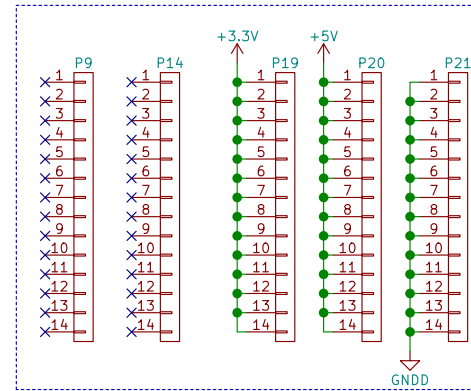 +3.3V +5V
P9 P14 P19 P20 P21
1 1 1 1 1
2 2 2 2 2
3 3 3 3 3
4 4 4 4 4
5 5 5 5 5
6 6 6 6 6
7 7 7 7 7
8 8 8 8 8
9 9 9 9 9
10 10 10 10 10
11 11 11 11 11
12 12 12 12 12
13 13 13 13 13
14 14 14 14 14
GNDD